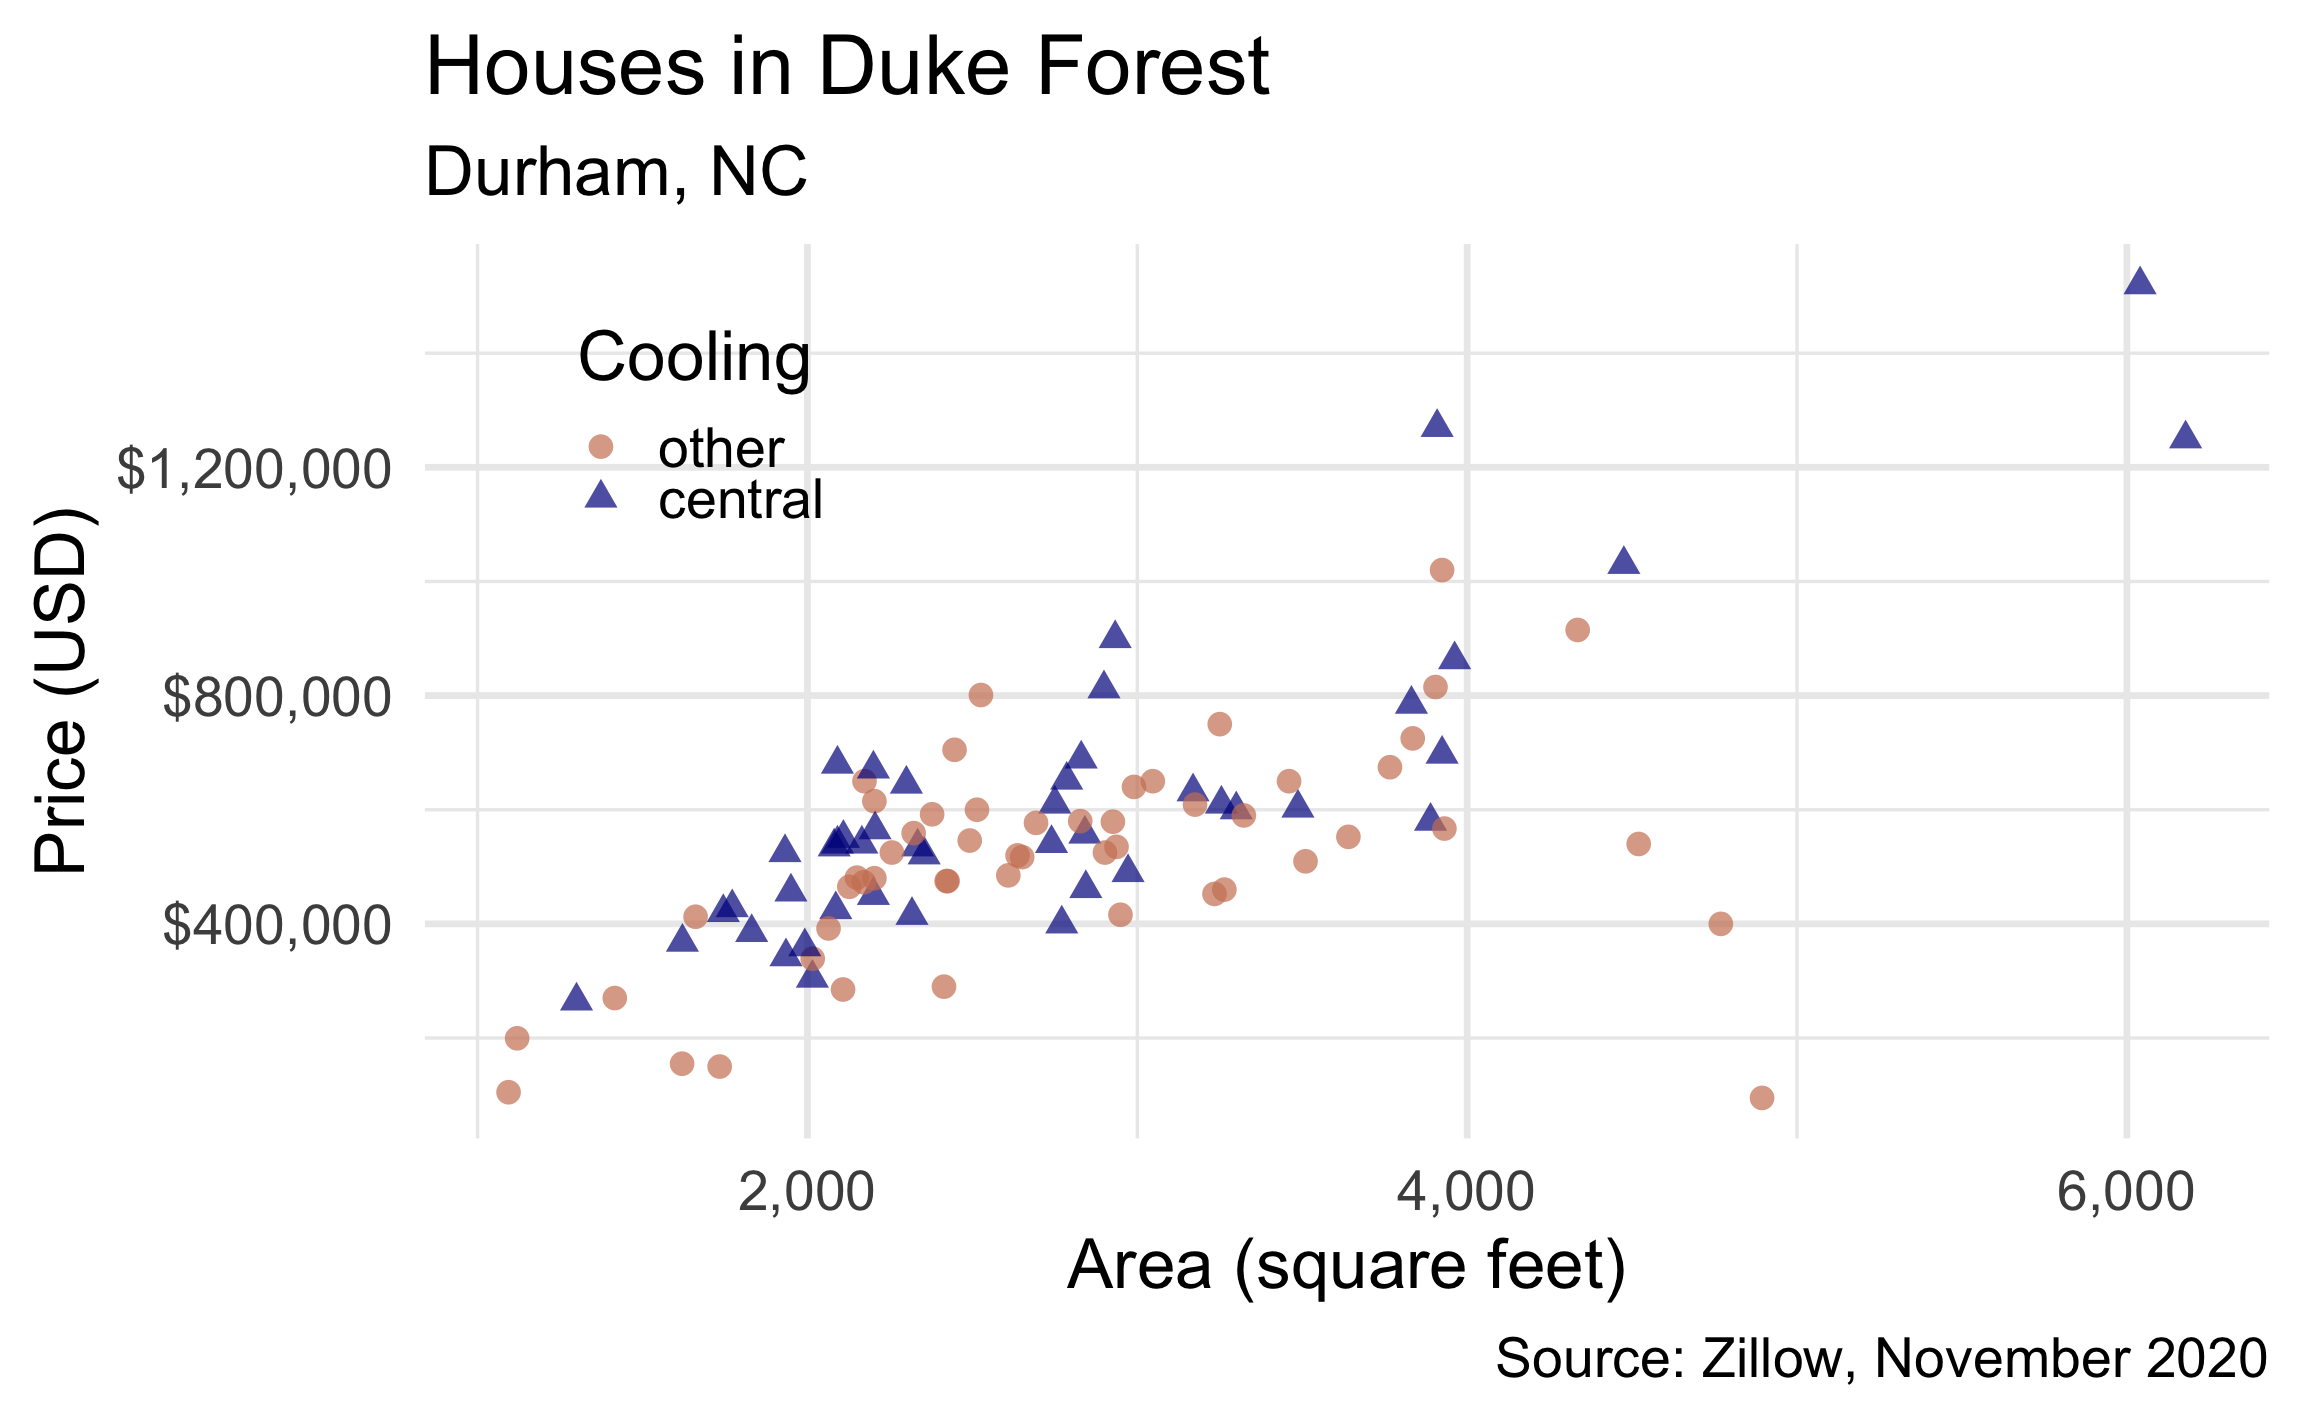 Houses in Duke Forest
Durham, NC
Cooling
other
central
Price (USD)
$1,200,000
$800,000
$400,000
2,000
4,000
6,000
Area (square feet)
Source: Zillow, November 2020